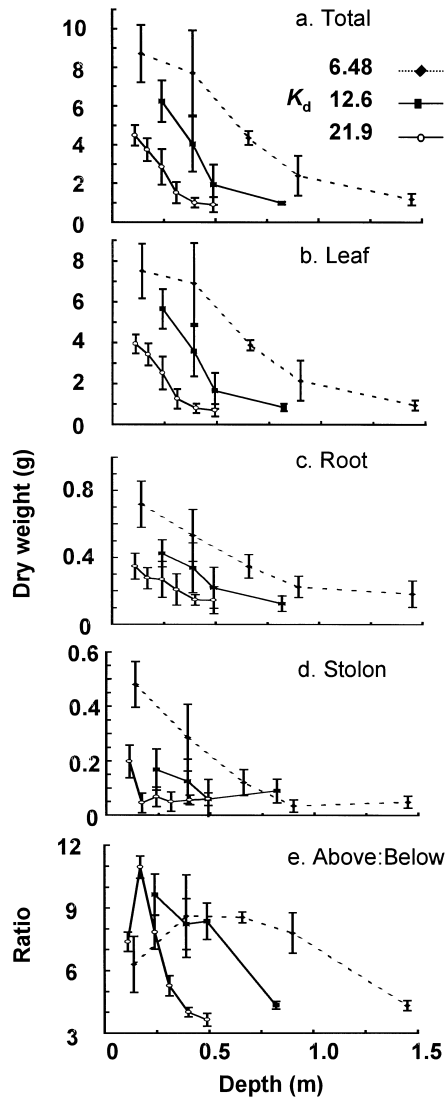 a. Total
10
8
6
4
2
0
Kd
6.48
12.6
21.9
b. Leaf
8
6
4
2
0
Dry weight (g)
c. Root
0.8
0.4
0
d. Stolon
0.6
0.4
0.2
0
e. Above:Below
12
9
6
3
Ratio
0 0.5 1.0 1.5
Depth (m)